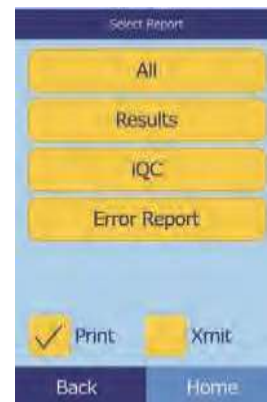 Select Report
All
Results
iQC
Error Report
Print Xmit
Back Home